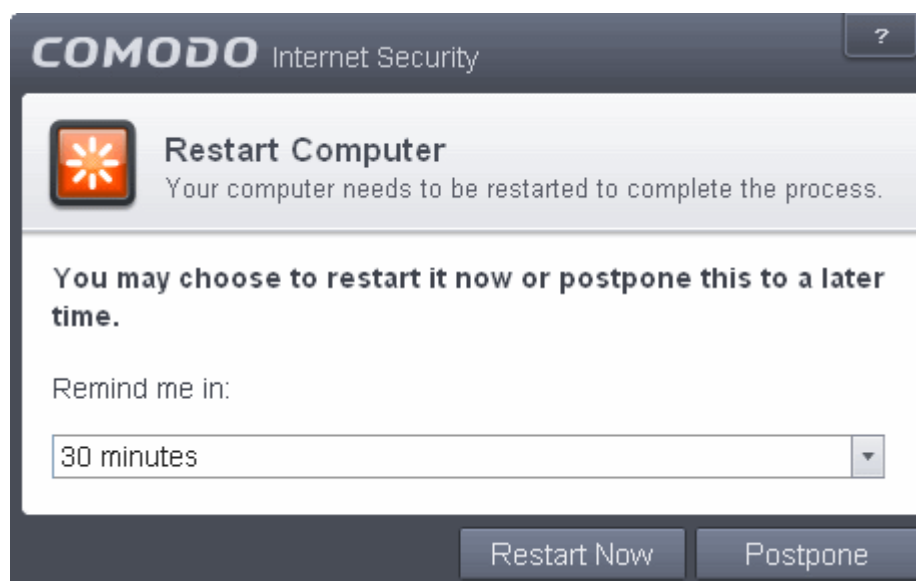 COMODO Internet Security
?
Restart Computer
Your computer needs to be restarted to complete the process.
You may choose to restart it now or postpone this to a later
time.
Remind me in:
30 minutes
Restart Now
Postpone